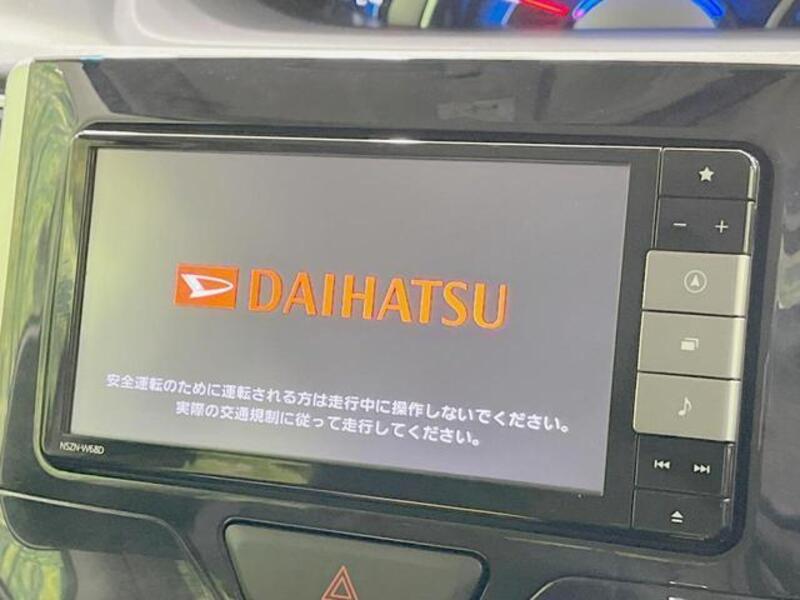 DAIHATSU
安全運転のために運転される方は走行中に操作しないでください。
実際の交通規制に従って走行してください。
NSZN-W68D